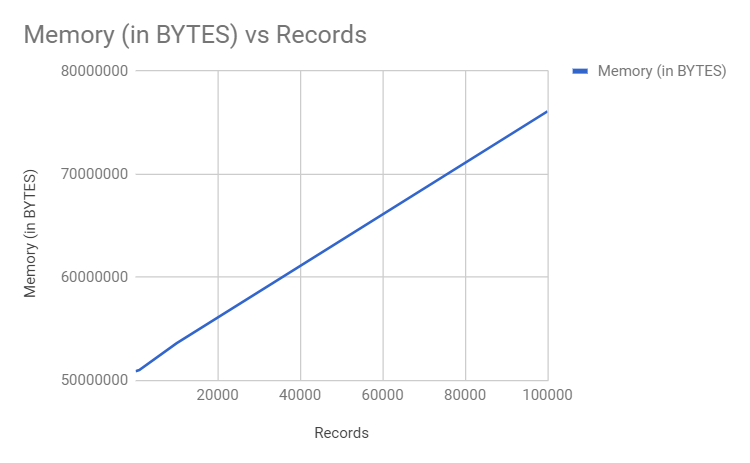 Memory (in BYTES) vs Records
Memory (in BYTES)
80000000
70000000
60000000
50000000
Memory (in BYTES)
20000
40000
60000
80000
100000
Records